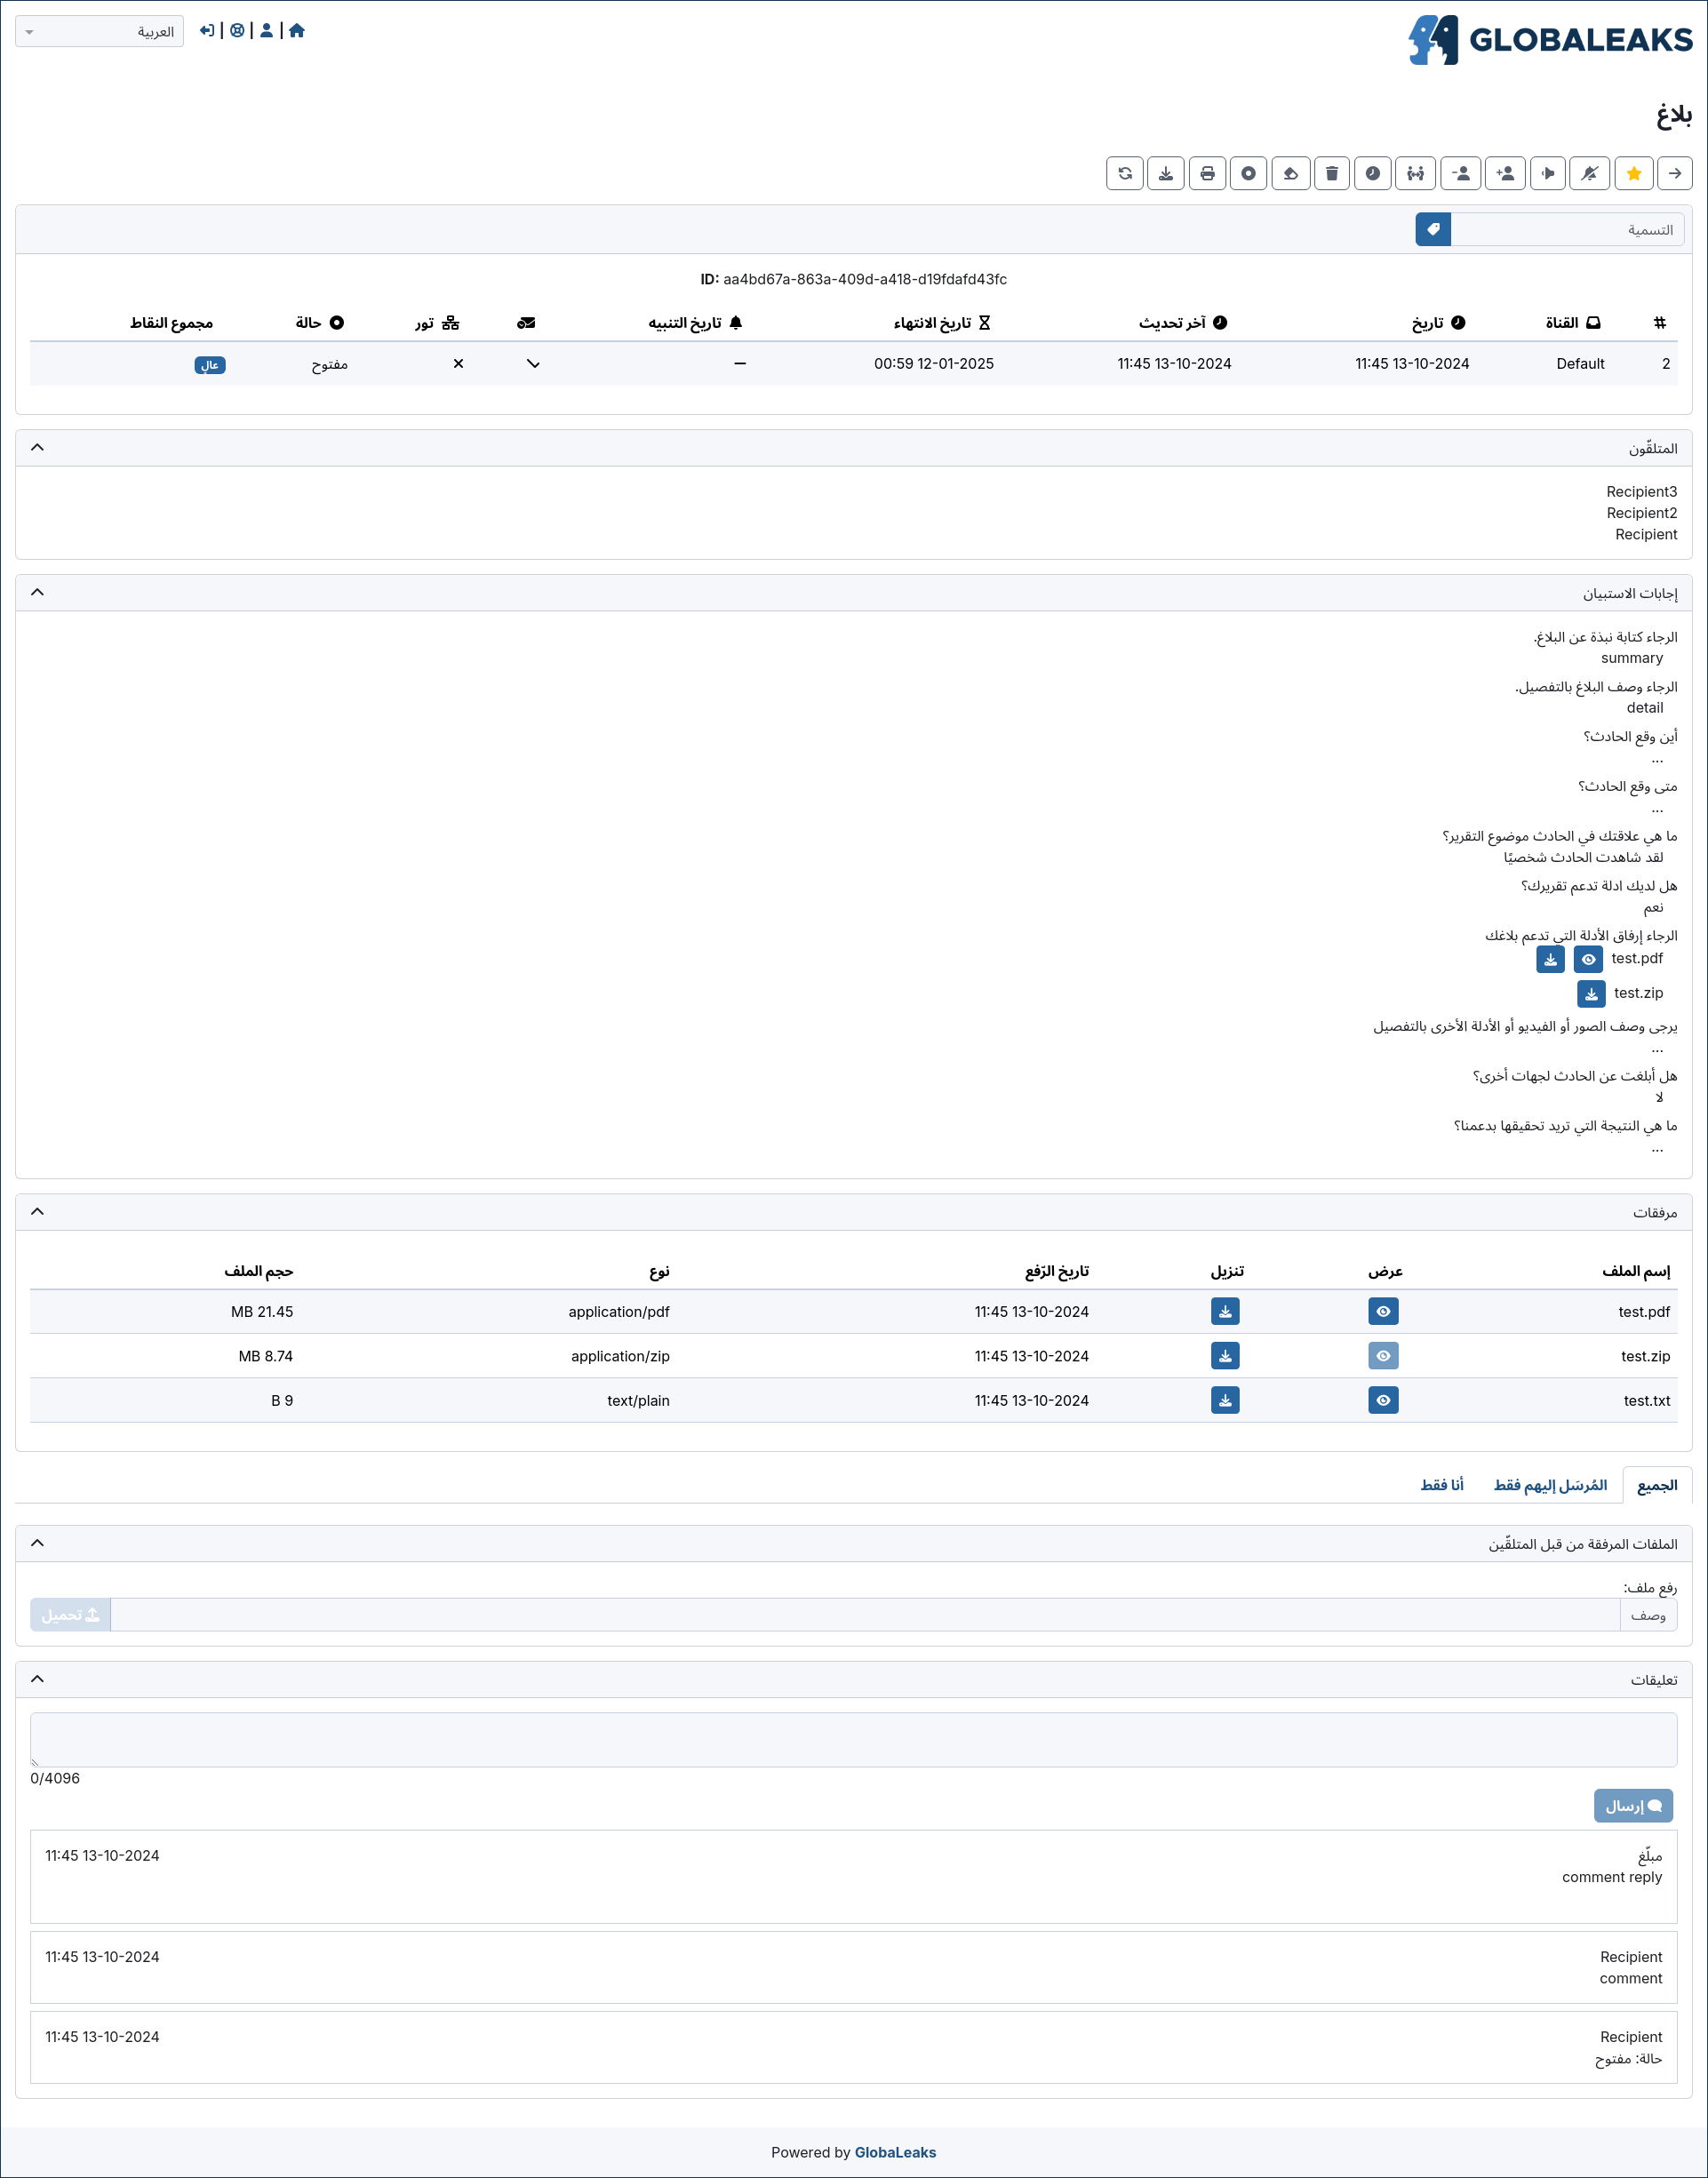 GLOBALEAKS
العربية
بلاغ
التسمية
ID: aa4bd67a-863a-409d-a418-d19fdafd43fc
# القناة تاريخ آخر تحديث تاريخ الانتهاء تاريخ التنبيه تور حالة مجموع النقاط
2 Default 11:45 13-10-2024 11:45 13-10-2024 00:59 12-01-2025 — مفتوح عالٍ
المتلقّون
Recipient3
Recipient2
Recipient
إجابات الاستبيان
الرجاء كتابة نبذة عن البلاغ.
summary
الرجاء وصف البلاغ بالتفصيل.
detail
أين وقع الحادث؟
...
متى وقع الحادث؟
...
ما هي علاقتك في الحادث موضوع التقرير؟
لقد شاهدت الحادث شخصيًا
هل لديك ادلة تدعم تقريرك؟
نعم
الرجاء إرفاق الأدلة التي تدعم بلاغك
test.pdf
test.zip
يرجى وصف الصور أو الفيديو أو الأدلة الأخرى بالتفصيل
...
هل أبلغت عن الحادث لجهات أخرى؟
لا
ما هي النتيجة التي تريد تحقيقها بدعمنا؟
...
مرفقات
إسم الملف عرض تنزيل تاريخ الرّفع نوع حجم الملف
test.pdf 11:45 13-10-2024 application/pdf MB 21.45
test.zip 11:45 13-10-2024 application/zip MB 8.74
test.txt 11:45 13-10-2024 text/plain B 9
الجميع المُرسَل إليهم فقط أنا فقط
الملفات المرفقة من قبل المتلقّين
رفع ملف:
وصف تحميل
تعليقات
0/4096
إرسال
مبلّغ 11:45 13-10-2024
comment reply
Recipient 11:45 13-10-2024
comment
Recipient 11:45 13-10-2024
حالة: مفتوح
Powered by GlobaLeaks